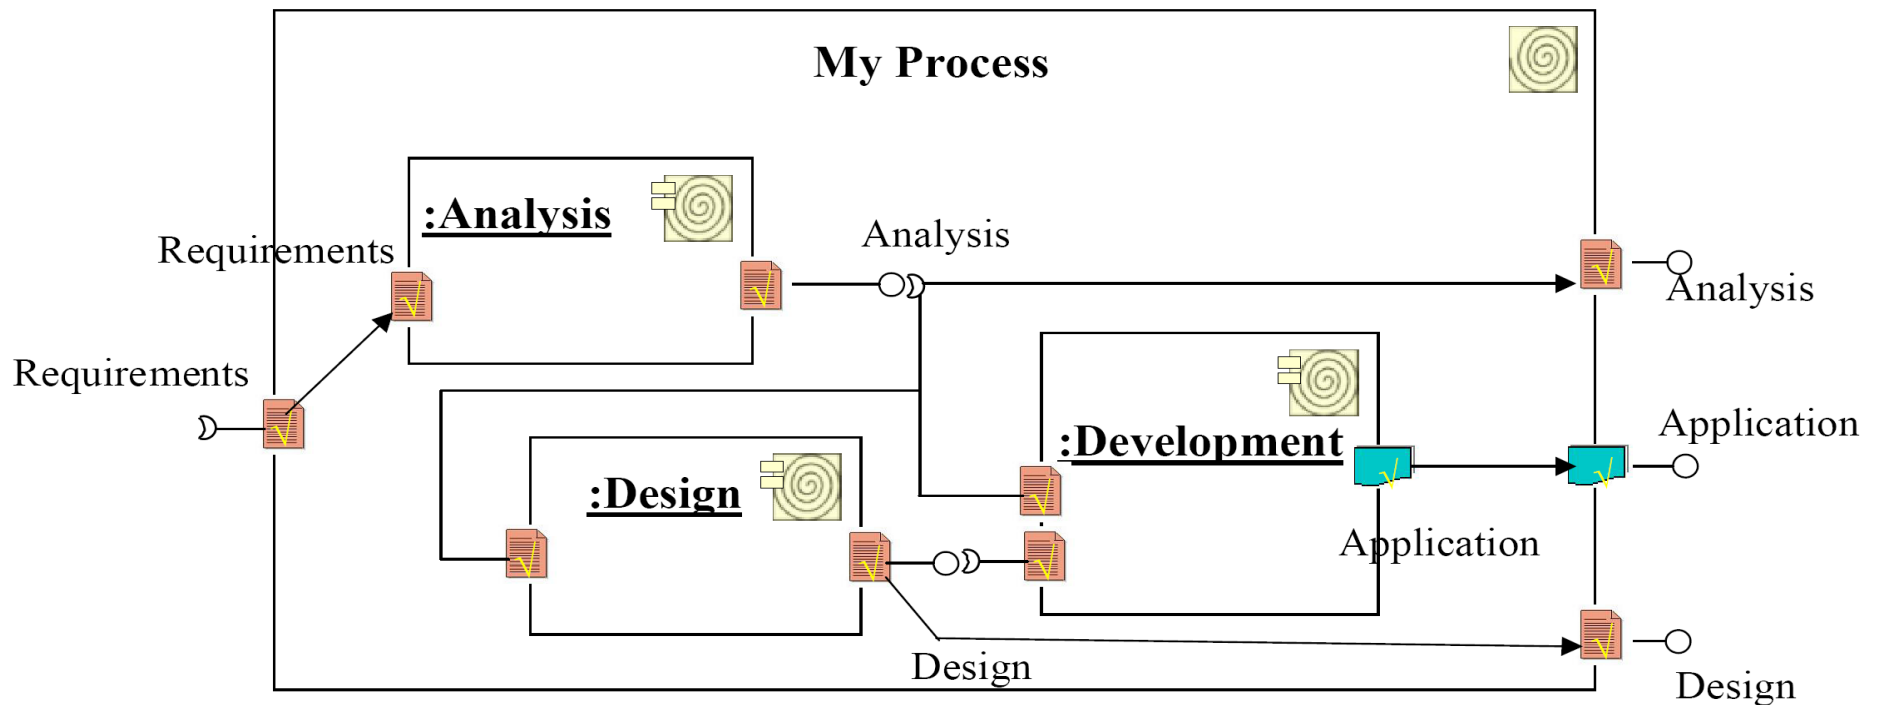 My Process
:Analysis
Requirements
Analysis
Analysis
Requirements
:Development
Application
:Design
Application
Design
Design